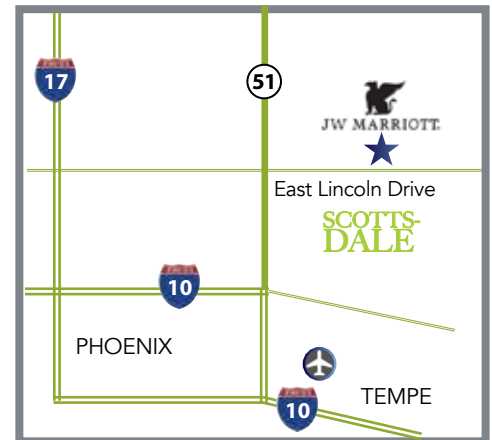 17
51
JW MARRIOTT.
East Lincoln Drive
SCOTTS-
DALE
10
PHOENIX
TEMPE
10